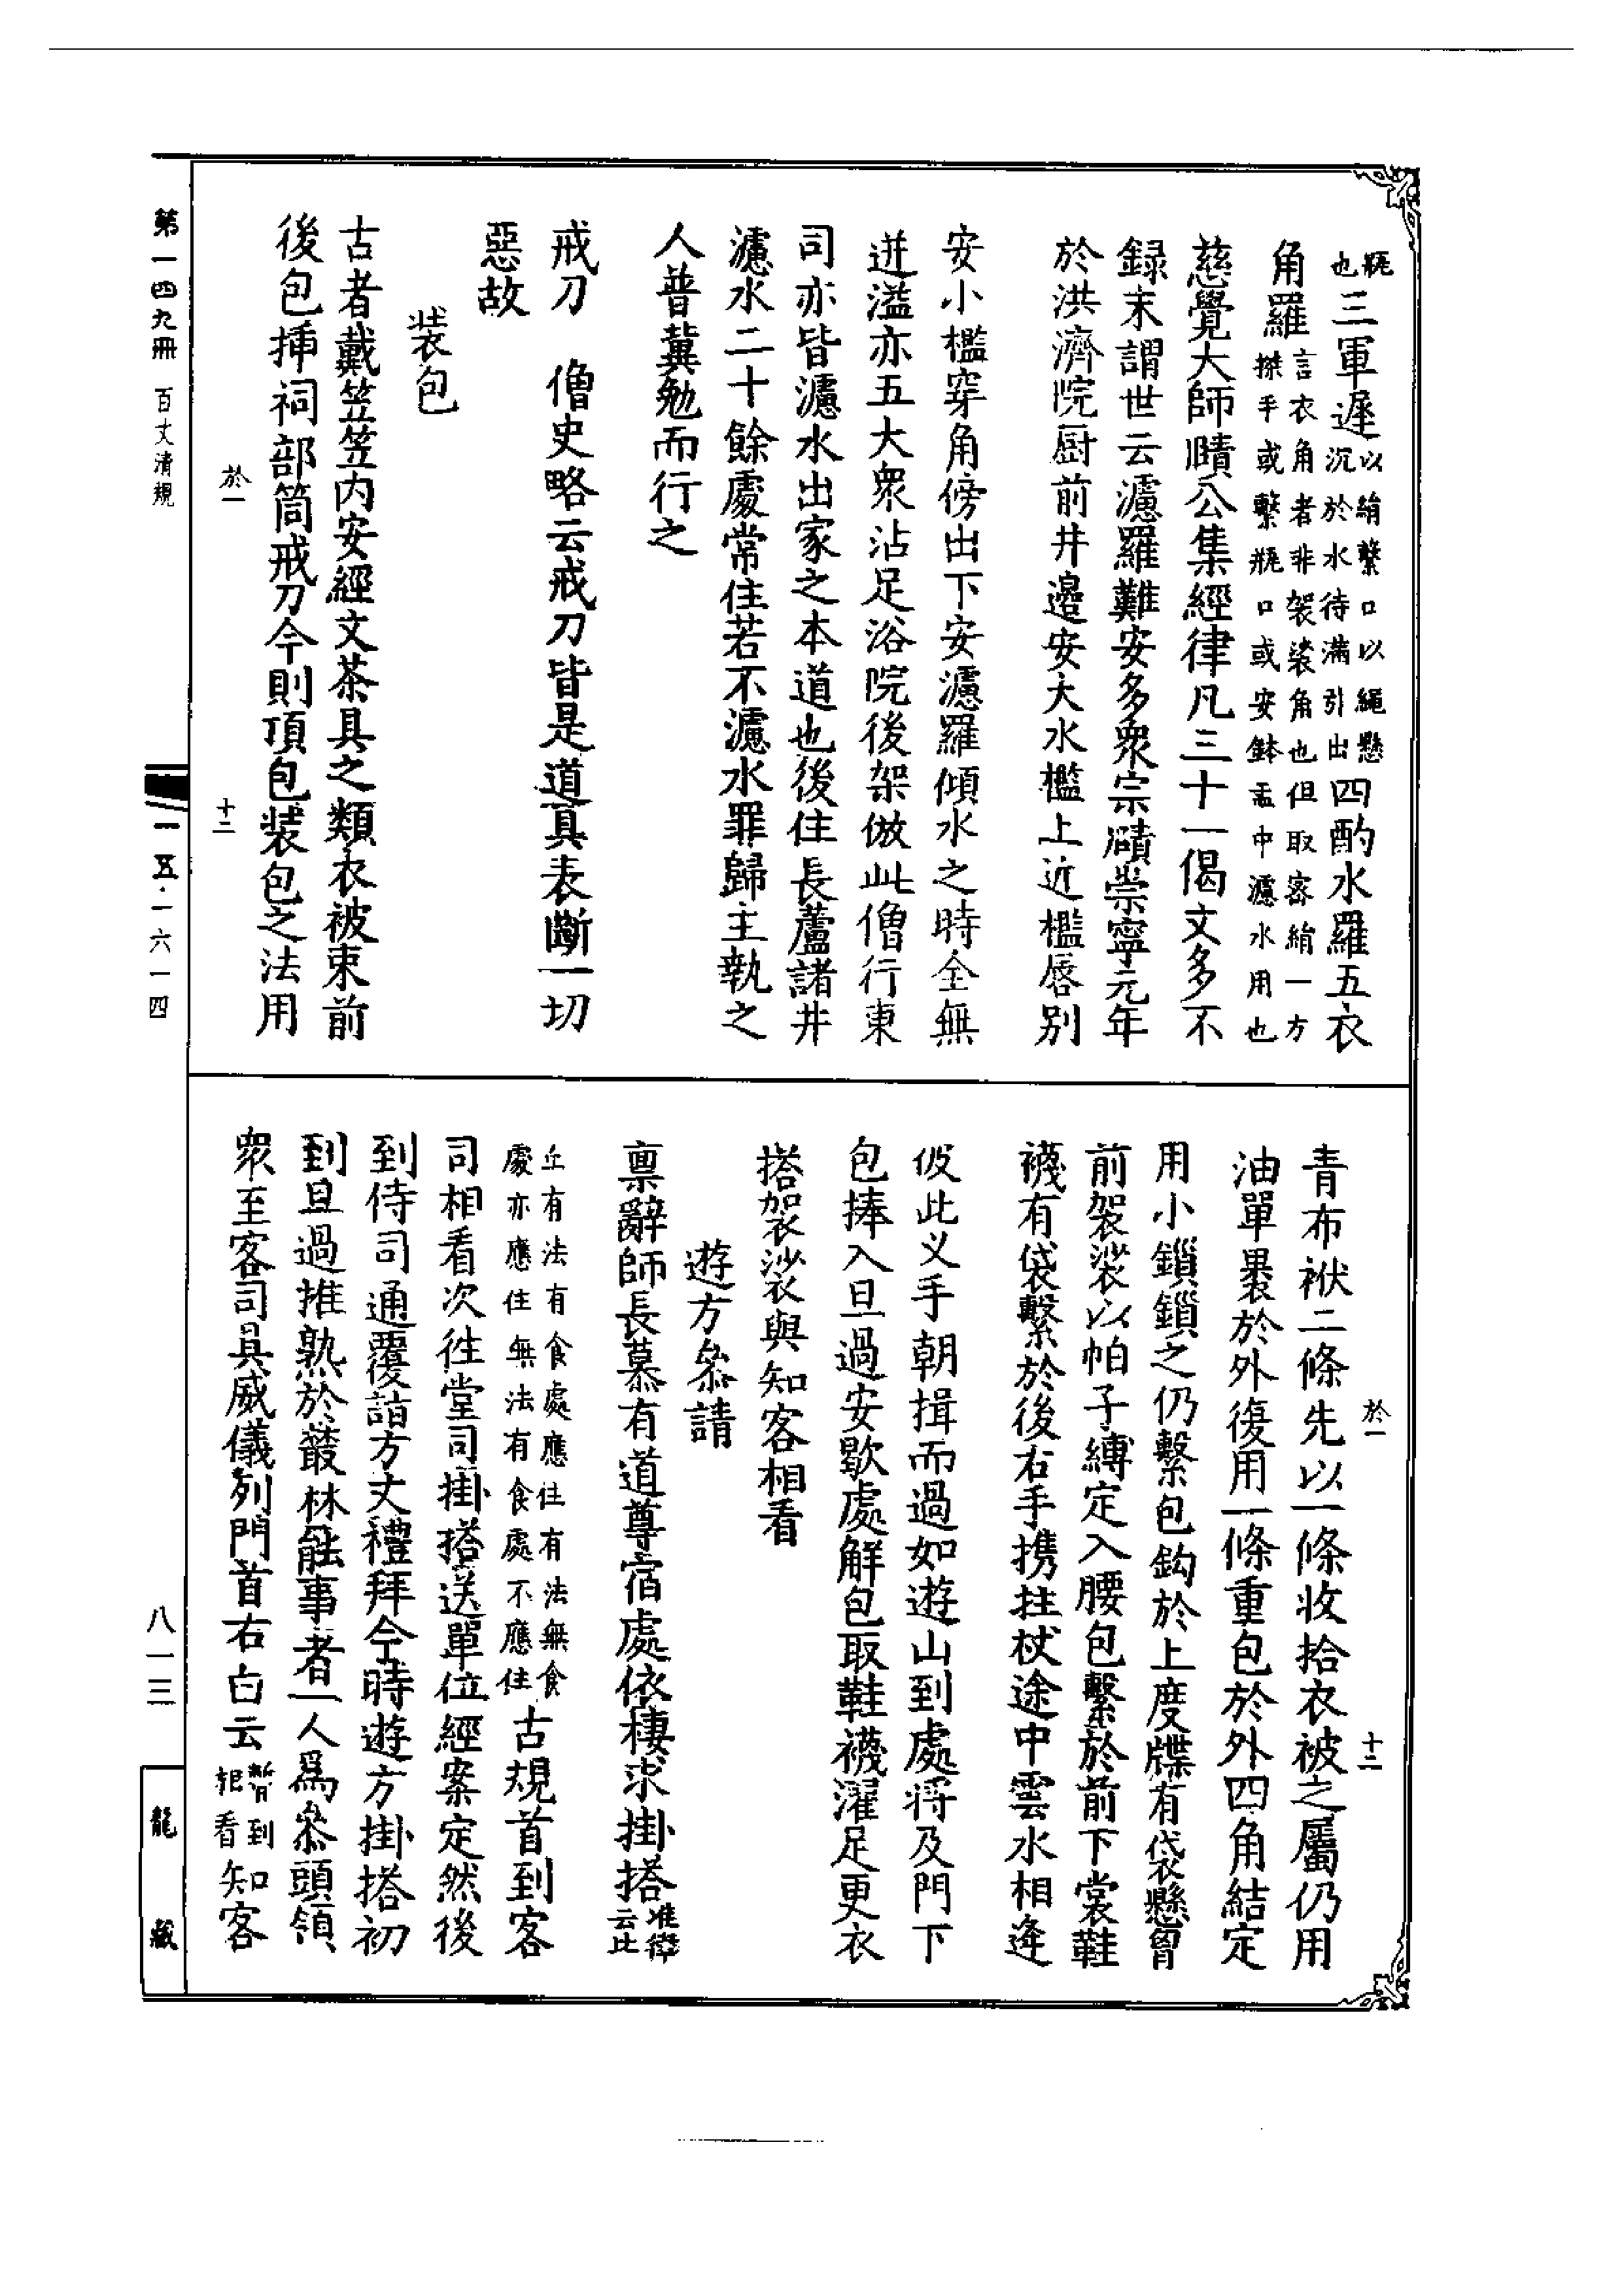 瓶也三軍遲以絹繫口以繩懸沉於水待滿引出四酌水羅五衣
角羅言衣角者非袈裟角也但取密絹一方搩手或繫瓶口或安鉢盂中濾水用也
慈覺大師賾公集經律凡三十一偈文多不
録末謂世云濾羅難安多衆宗賾崇寧元年
於洪濟院厨前井邊安大水檻上近檻唇别
安小檻穿角傍出下安濾羅傾水之時全無
迸溢亦五大衆沾足浴院後架倣此僧行東
司亦皆濾水出家之本道也後住長蘆諸井
濾水二十餘處常住若不濾水罪歸主執之
人普冀勉而行之
戒刀　僧史略云戒刀皆是道具表斷一切
惡故
装包
古者戴笠笠内安經文茶具之類衣被束前
後包揷祠部筒戒刀今則頂包装包之法用
於一　十二
第一四九冊　百丈清規　一五·一六一四
於一　十二
青布袱二條先以一條收拾衣被之屬仍用
油單裹於外復用一條重包於外四角結定
用小鎖鎖之仍繫包鈎於上度牒有袋懸胷
前袈裟以帕子縳定入腰包繫於前下裳鞋
襪有袋繫於後右手携拄杖途中雲水相逢
彼此义手朝揖而過如遊山到處将及門下
包捧入旦過安歇處解包取鞋襪濯足更衣
搭袈裟與知客相看
遊方叅請
禀辭師長慕有道尊宿處依棲求掛搭准律云比
丘有法有食處應住有法無食處亦應住無法有食處不應住古規首到客
司相看次徃堂司掛搭送單位經案定然後
到侍司通覆詣方丈禮拜今時遊方掛搭初
到旦過推熟於叢林能事者一人爲叅頭領
衆至客司具威儀列門首右白云暫到相看知客
八一三　龍藏